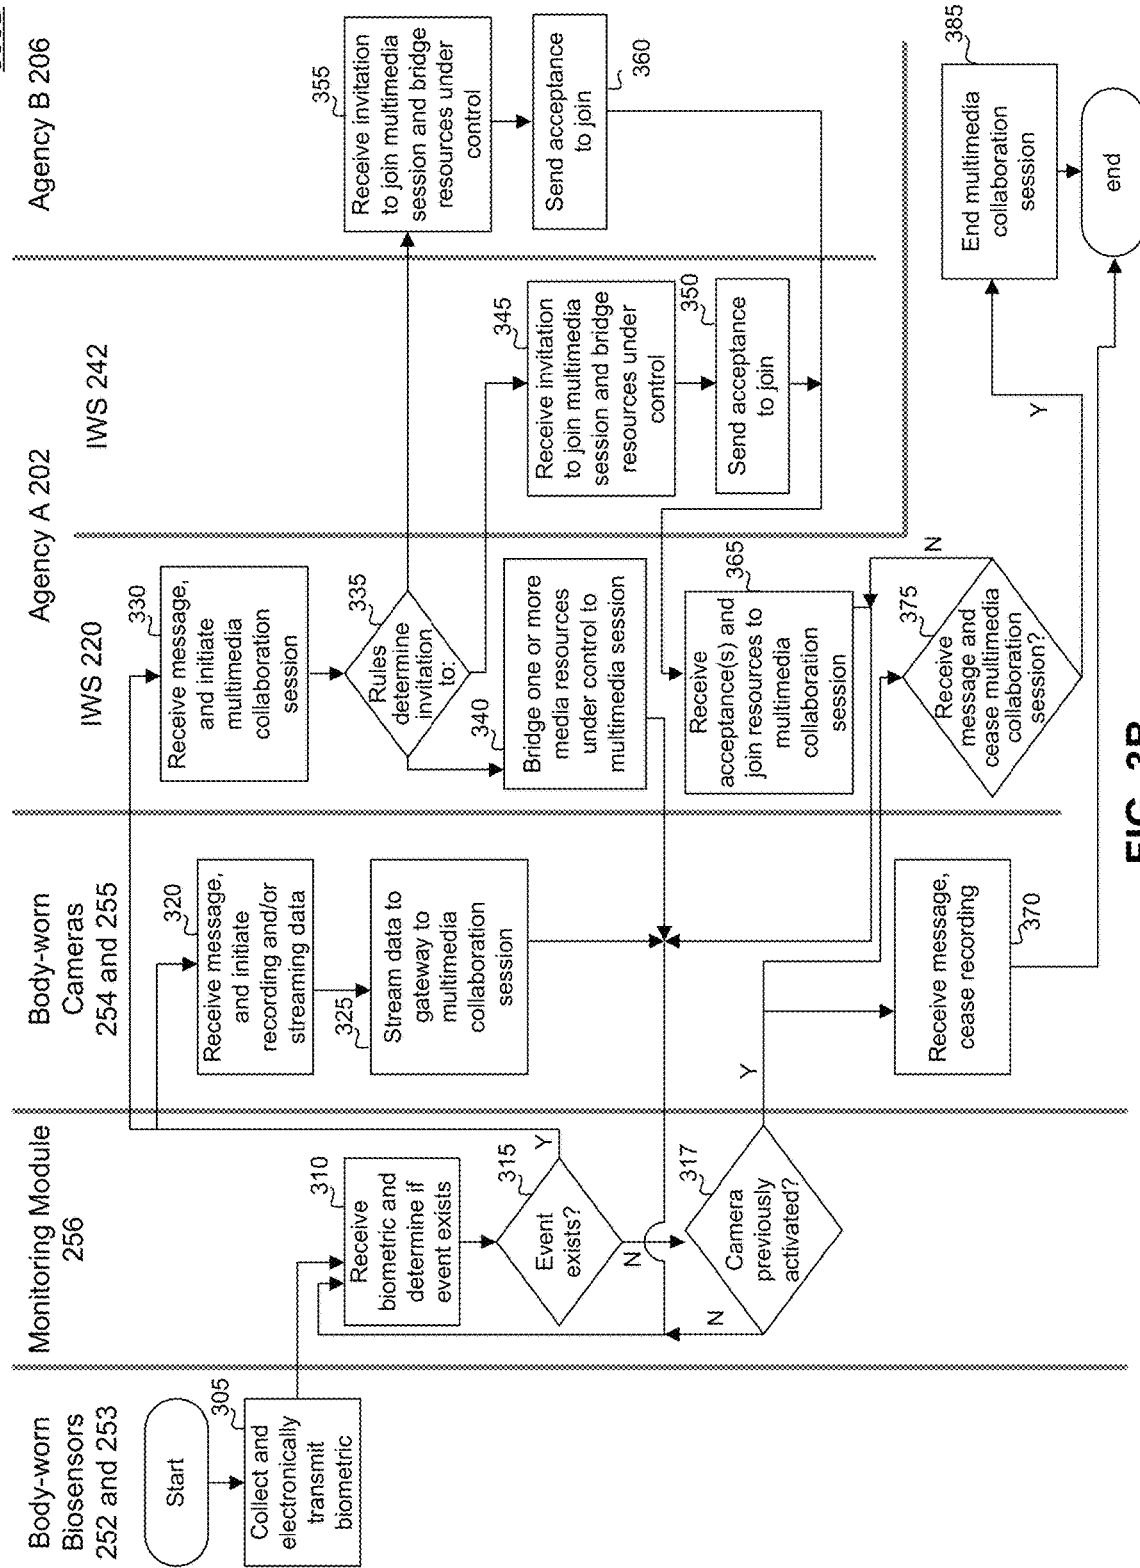 Body-worn
Biosensors
252 and 253
Monitoring Module
256
Body-worn
Cameras
254 and 255
Agency A 202
IWS 220
IWS 242
Agency B 206
Start
305
Collect and
electronically
transmit
biometric
310
Receive
biometric and
determine if
event exists
315
Event
exists?
Y
N
317
Camera
previously
activated?
Y
N
320
Receive message,
and initiate
recording and/or
streaming data
325
Stream data to
gateway to
multimedia
collaboration
session
330
Receive message,
and initiate
multimedia
collaboration
session
335
Rules
determine
invitation
to:
340
Bridge one or more
media resources
under control to
multimedia session
345
Receive invitation
to join multimedia
session and bridge
resources under
control
350
Send acceptance
to join
355
Receive invitation
to join multimedia
session and bridge
resources under
control
360
Send acceptance
to join
365
Receive
acceptance(s) and
join resources to
multimedia
collaboration
session
370
Receive message,
cease recording
375
Receive
message and
cease multimedia
collaboration
session?
N
Y
385
End multimedia
collaboration
session
end